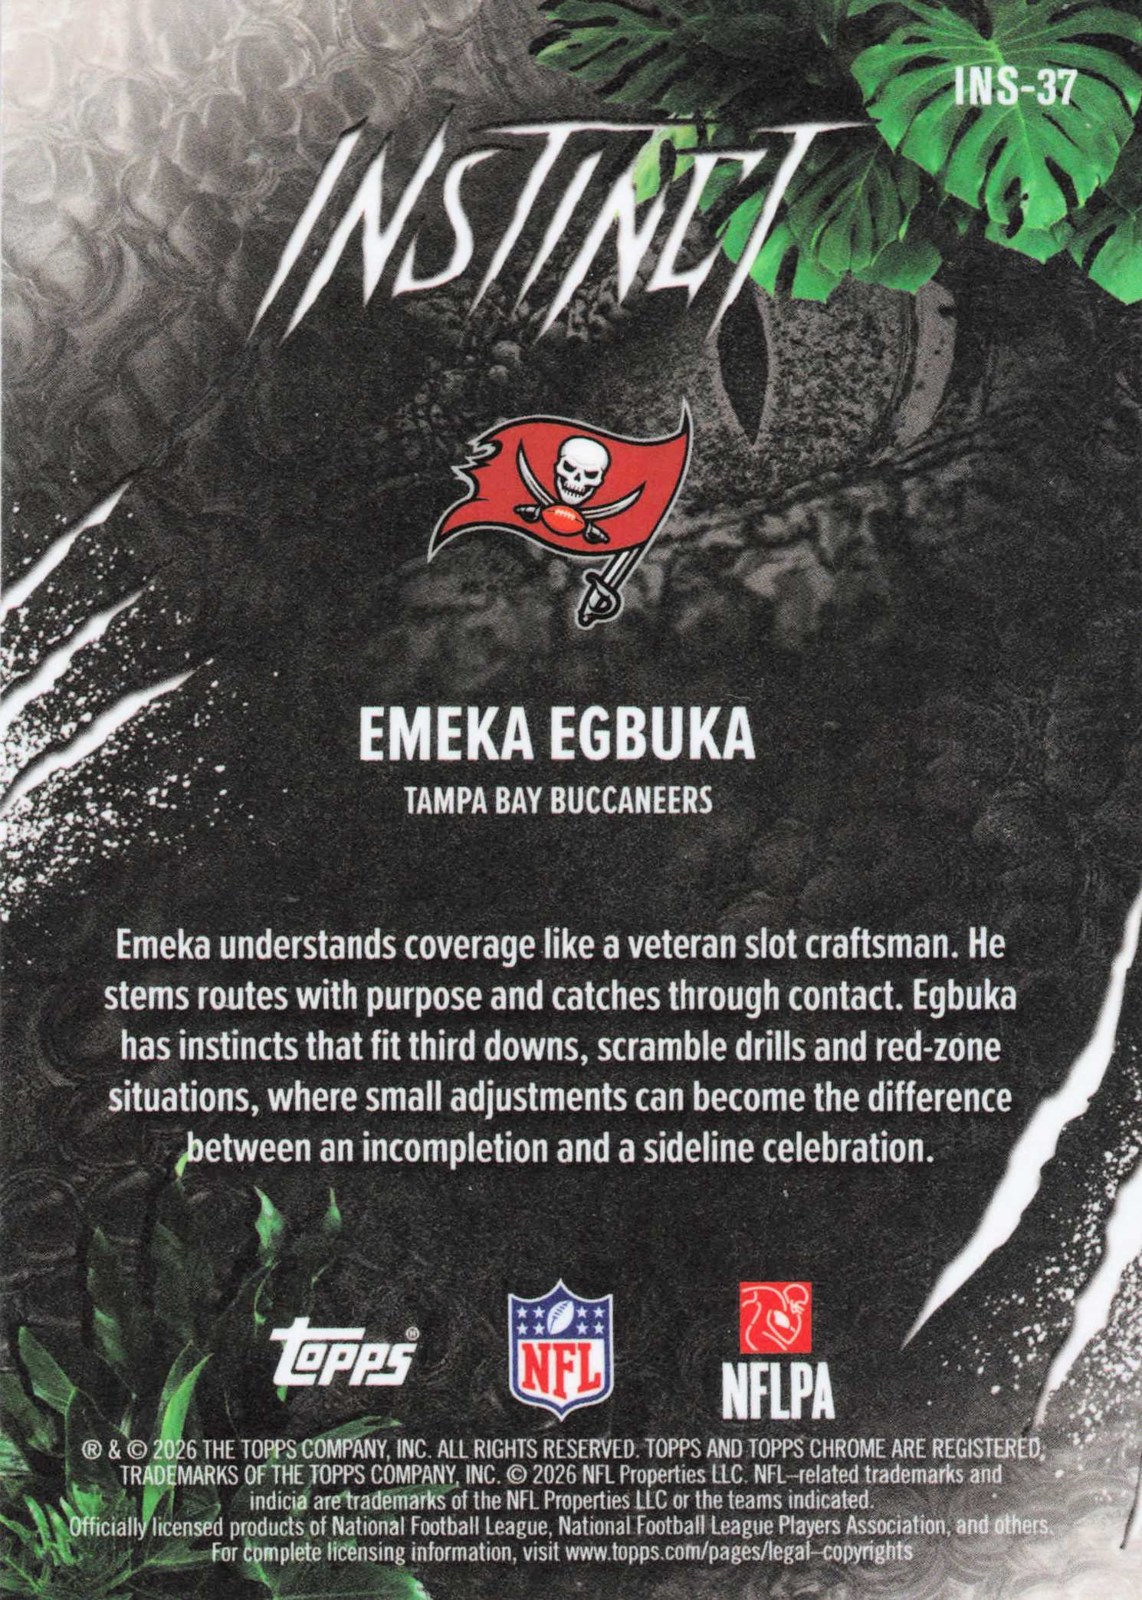 INS-37
INSTINCT
EMEKA EGBUKA
TAMPA BAY BUCCANEERS
Emeka understands coverage like a veteran slot craftsman. He
stems routes with purpose and catches through contact. Egbuka
has instincts that fit third downs, scramble drills and red-zone
situations, where small adjustments can become the difference
between an incompletion and a sideline celebration.
topps®
NFL
NFLPA
® & © 2026 THE TOPPS COMPANY, INC. ALL RIGHTS RESERVED. TOPPS AND TOPPS CHROME ARE REGISTERED,
TRADEMARKS OF THE TOPPS COMPANY, INC. © 2026 NFL Properties LLC. NFL-related trademarks and
indicia are trademarks of the NFL Properties LLC or the teams indicated.
Officially licensed products of National Football League, National Football League Players Association, and others.
For complete licensing information, visit www.topps.com/pages/legal-copyrights